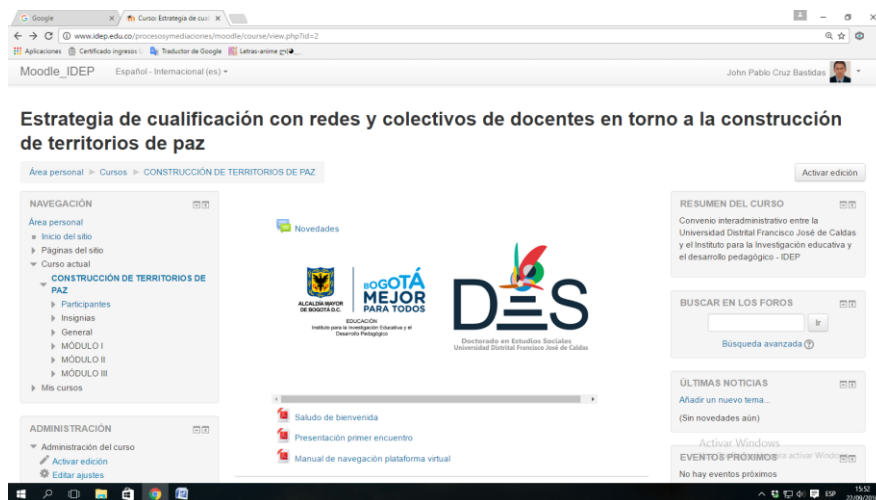 Google
Curso: Estrategia de cual
www.idep.edu.co/procesosymediaciones/moodle/course/view.php?id=2
Aplicaciones
Certificado ingresos
Traductor de Google
Letras-anime
Moodle_IDEP
Español - Internacional (es)
John Pablo Cruz Bastidas
Estrategia de cualificación con redes y colectivos de docentes en torno a la construcción
de territorios de paz
Área personal
Cursos
CONSTRUCCIÓN DE TERRITORIOS DE PAZ
Activar edición
NAVEGACIÓN
Área personal
Inicio del sitio
Páginas del sitio
Curso actual
CONSTRUCCIÓN DE TERRITORIOS DE
PAZ
Participantes
Insignias
General
MÓDULO I
MÓDULO II
MÓDULO III
Mis cursos
ADMINISTRACIÓN
Administración del curso
Activar edición
Editar ajustes
Novedades
ALCALDÍA MAYOR
DE BOGOTÁ D.C.
BOGOTÁ
MEJOR
PARA TODOS
EDUCACIÓN
Instituto para la Investigación Educativa y el
Desarrollo Pedagógico
DES
Doctorado en Estudios Sociales
Universidad Distrital Francisco José de Caldas
Saludo de bienvenida
Presentación primer encuentro
Manual de navegación plataforma virtual
RESUMEN DEL CURSO
Convenio interadministrativo entre la
Universidad Distrital Francisco José de Caldas
y el Instituto para la Investigación educativa y
el desarrollo pedagógico - IDEP
BUSCAR EN LOS FOROS
Ir
Búsqueda avanzada
ÚLTIMAS NOTICIAS
Añadir un nuevo tema...
(Sin novedades aún)
Activar Windows
EVENTOS PRÓXIMOS
No hay eventos próximos
ESP
15:52